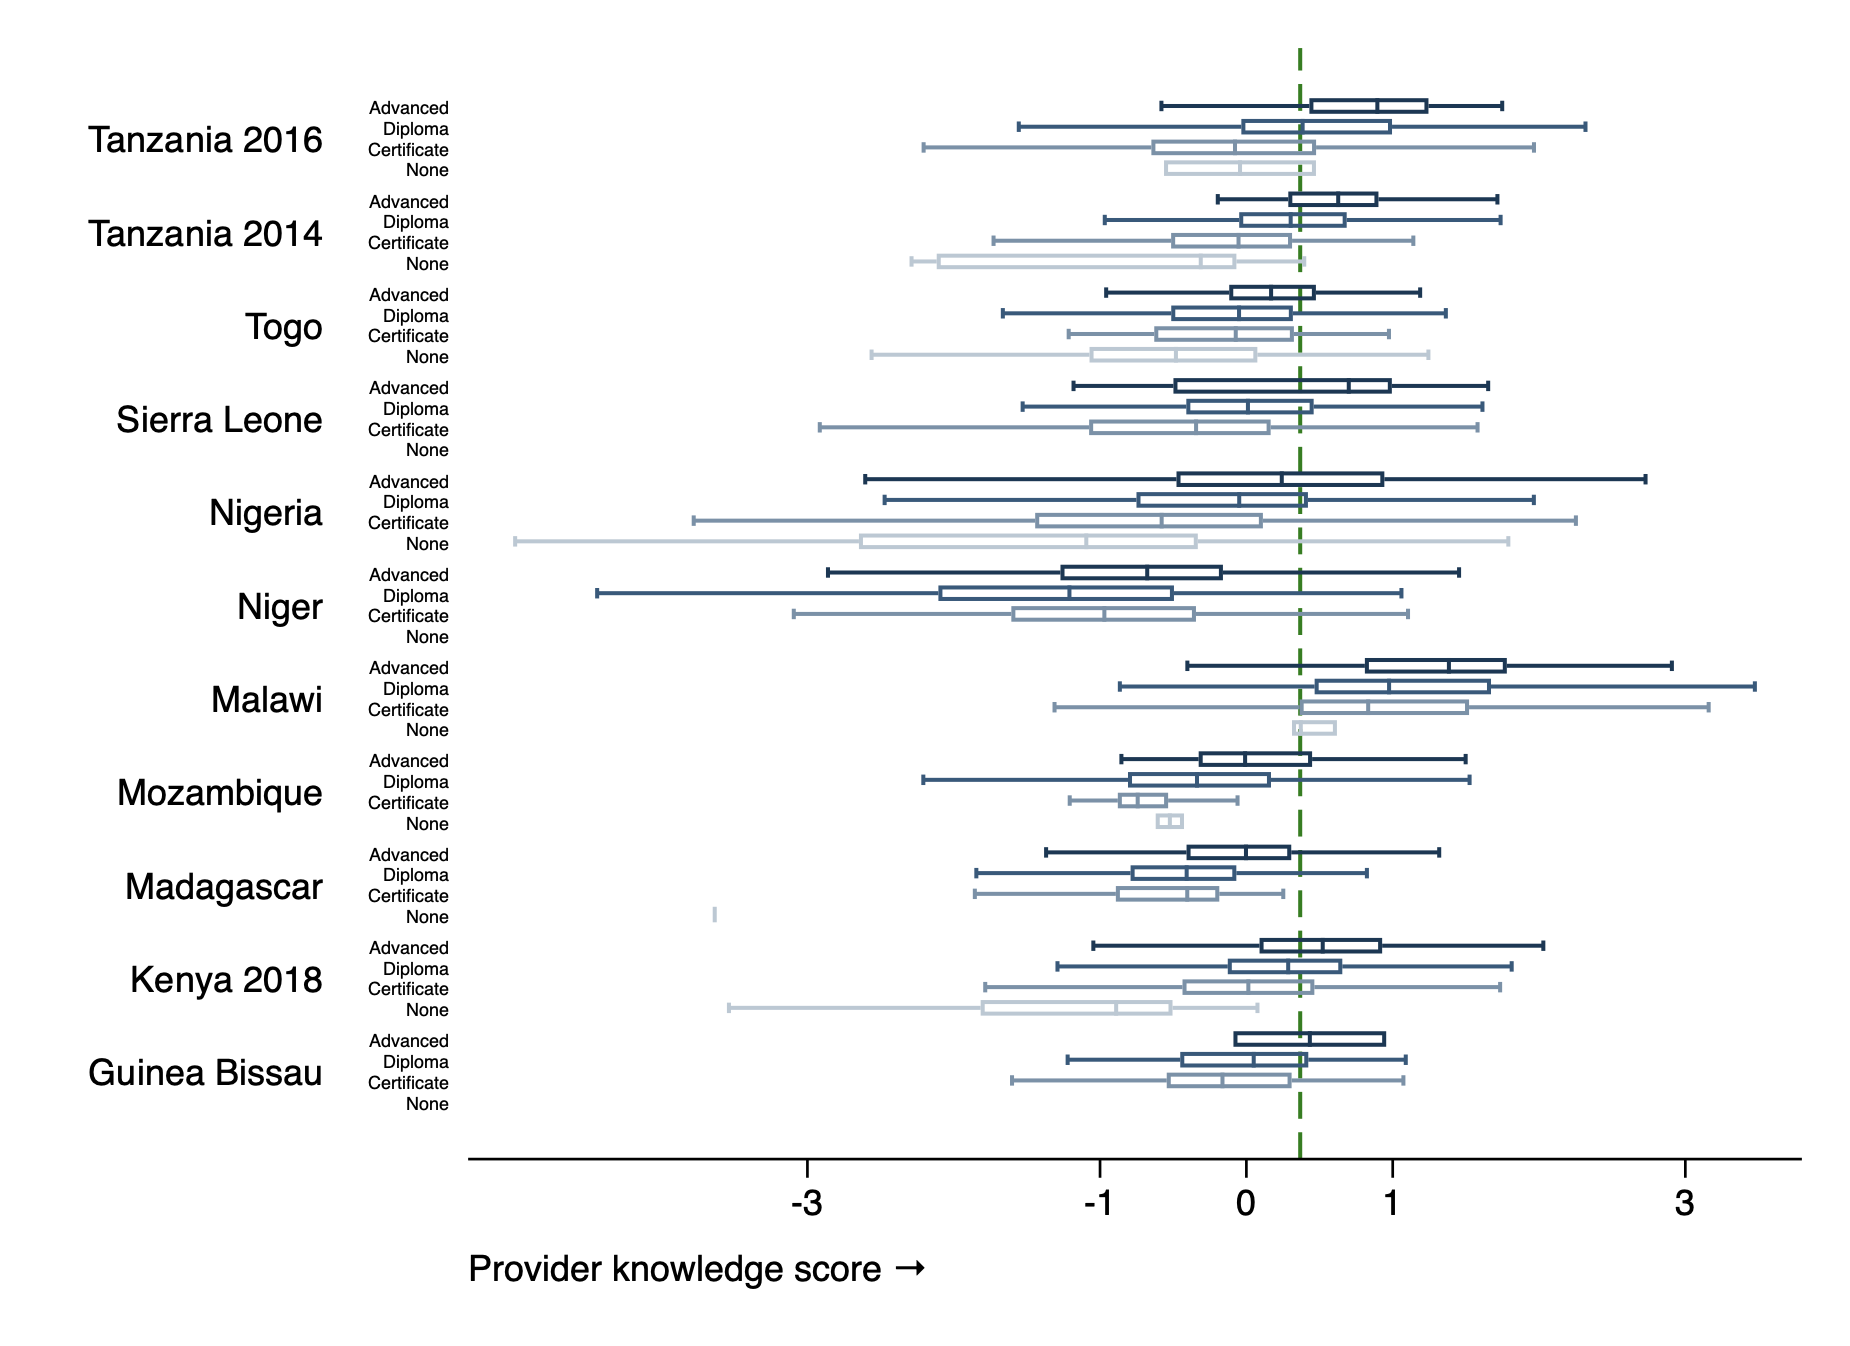 Advanced
Diploma
Tanzania 2016
Certificate
None
Advanced
Diploma
Tanzania 2014
Certificate
None
Advanced
Diploma
Togo
Certificate
None
Advanced
Diploma
Sierra Leone
Certificate
None
Advanced
Diploma
Nigeria
Certificate
None
Advanced
Diploma
Niger
Certificate
None
Advanced
Diploma
Malawi
Certificate
None
Advanced
Diploma
Mozambique
Certificate
None
Advanced
Diploma
Madagascar
Certificate
None
Advanced
Diploma
Kenya 2018
Certificate
None
Advanced
Diploma
Guinea Bissau
Certificate
None
-3 -1 0 1 3
Provider knowledge score →